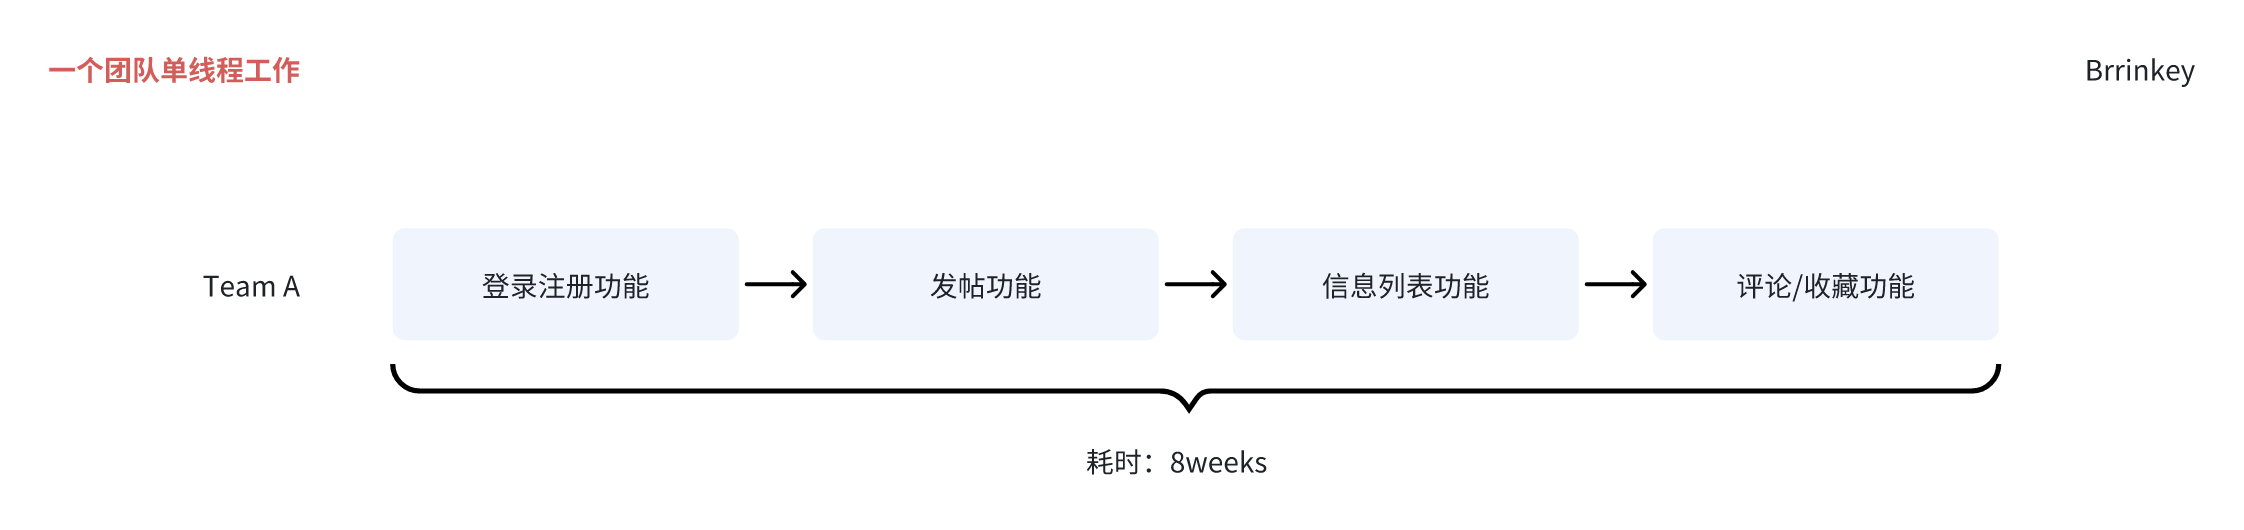 一个团队单线程工作
Brrinkey
Team A
登录注册功能
发帖功能
信息列表功能
评论/收藏功能
耗时：8weeks